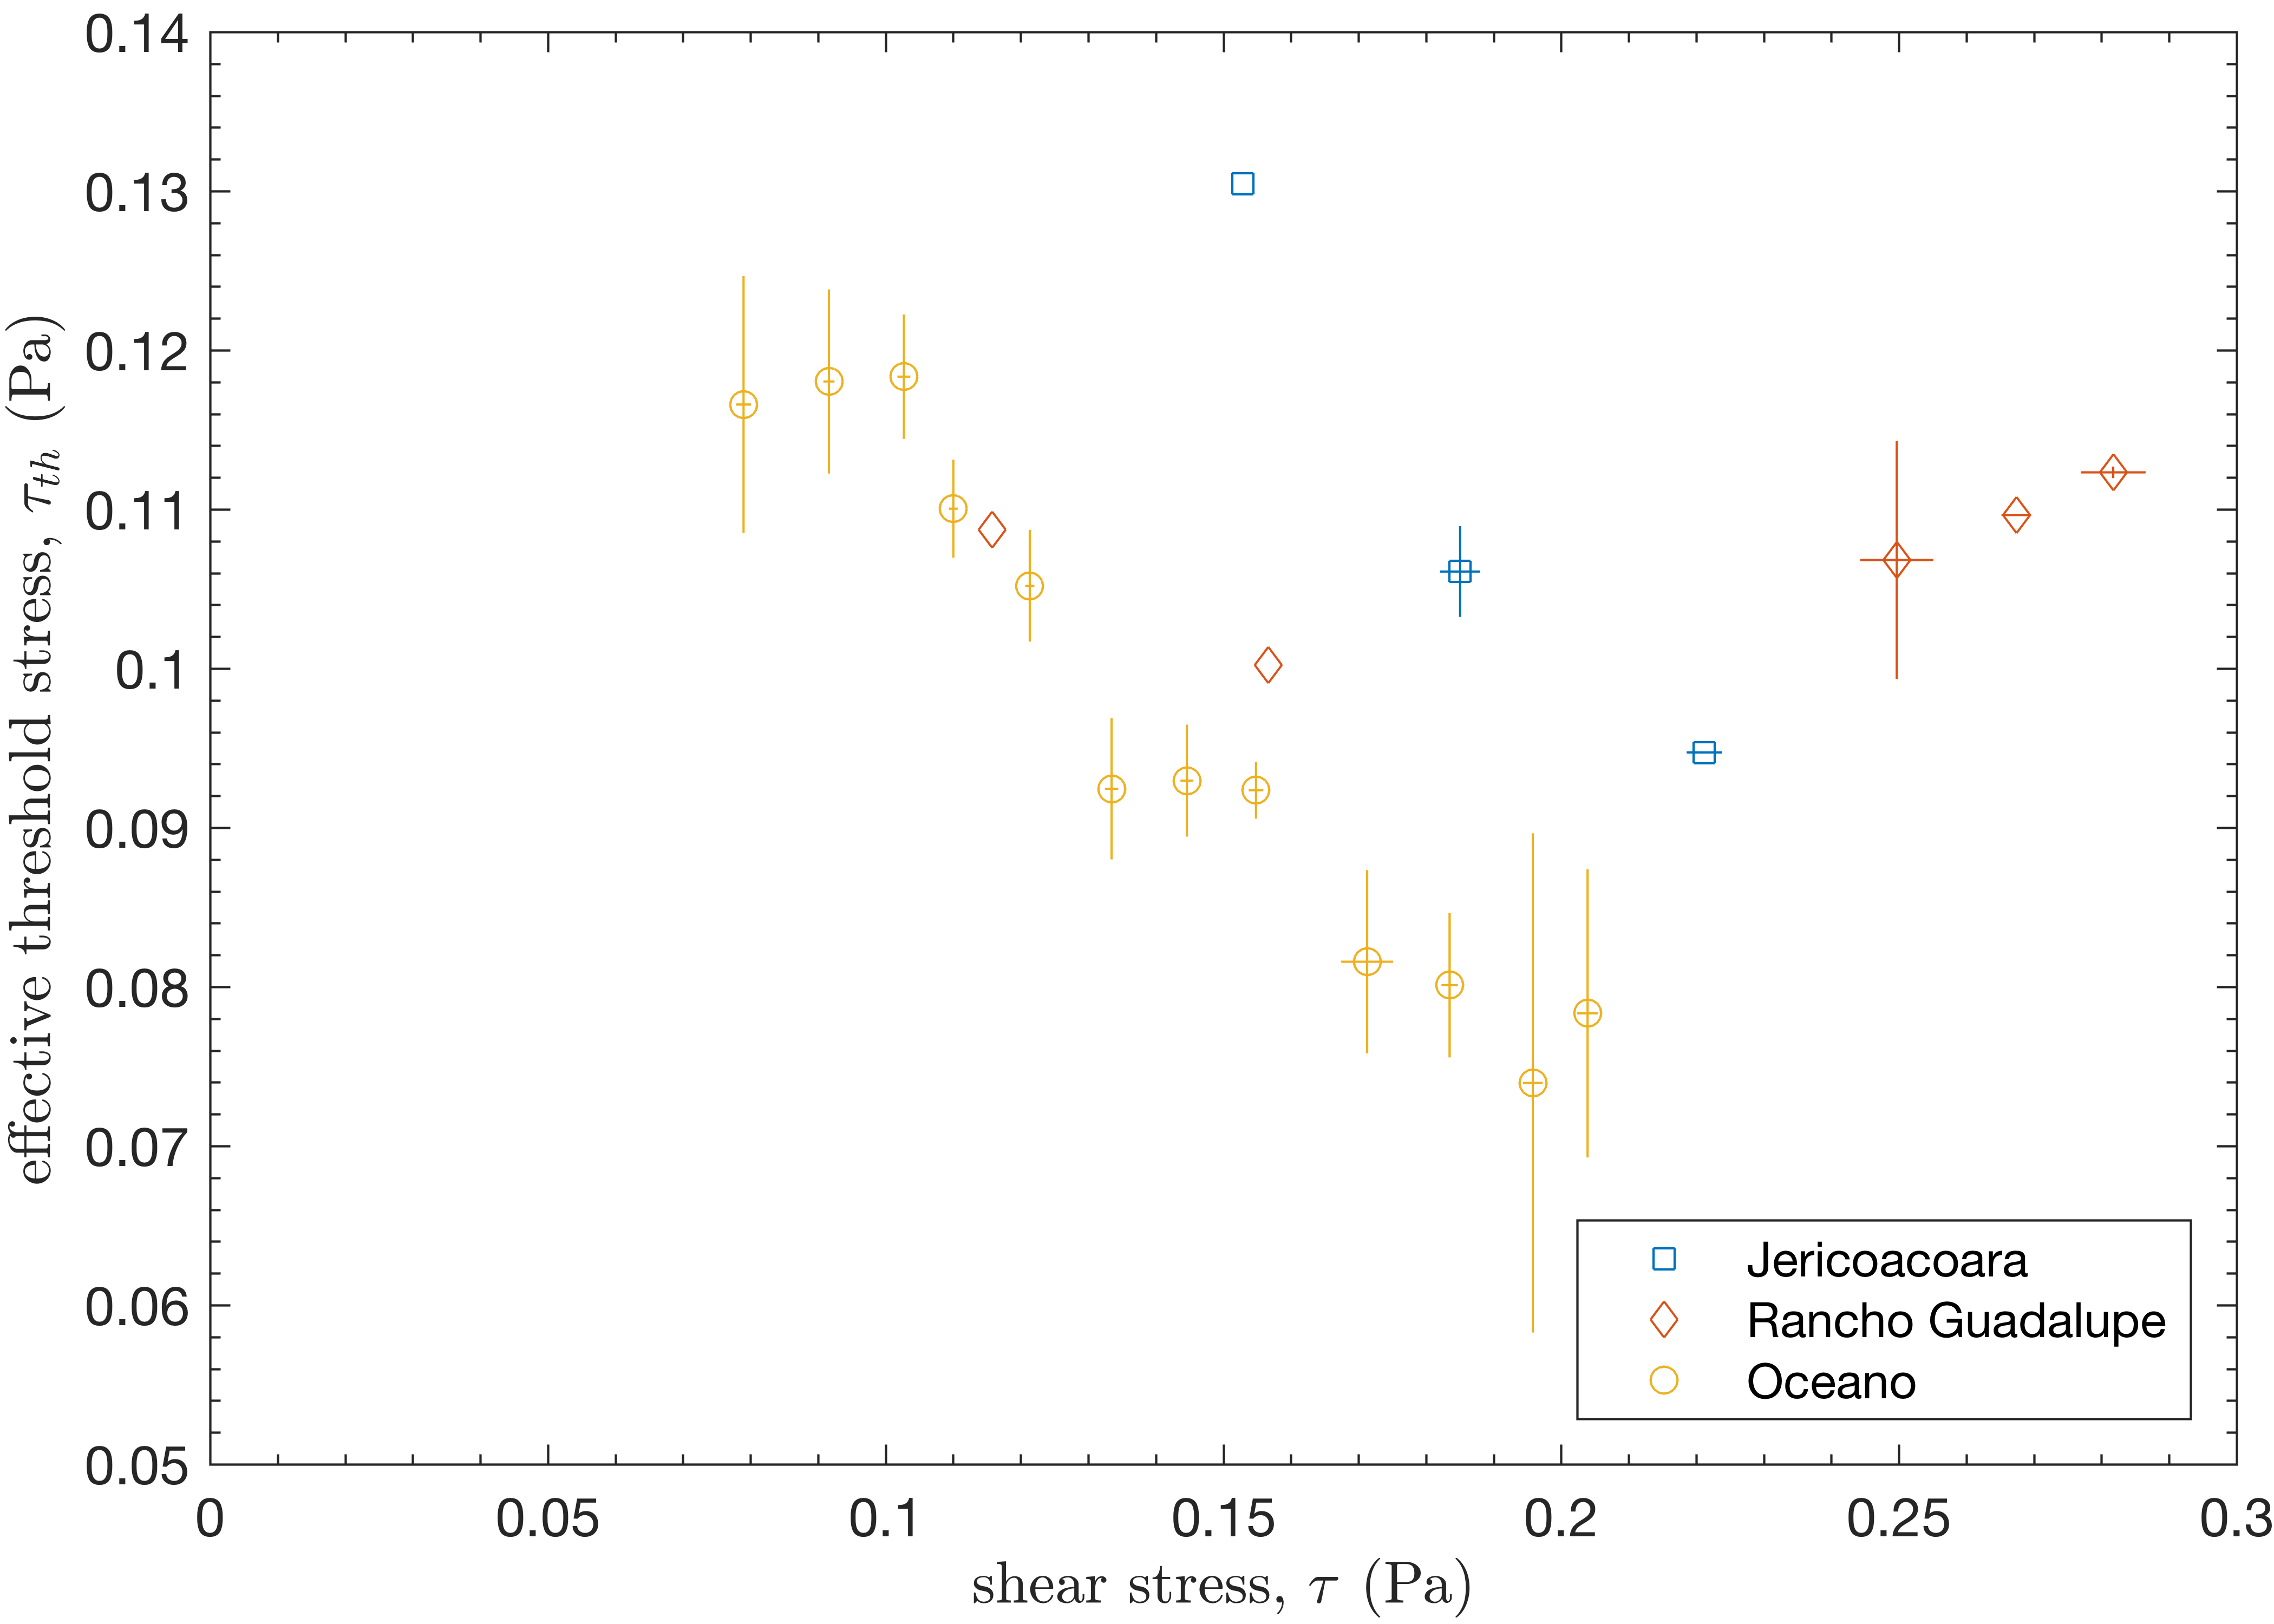 effective threshold stress, τ_th (Pa)
0.14
0.13
0.12
0.11
0.1
0.09
0.08
0.07
0.06
0.05
0 0.05 0.1 0.15 0.2 0.25 0.3
shear stress, τ (Pa)
Jericoacoara
Rancho Guadalupe
Oceano